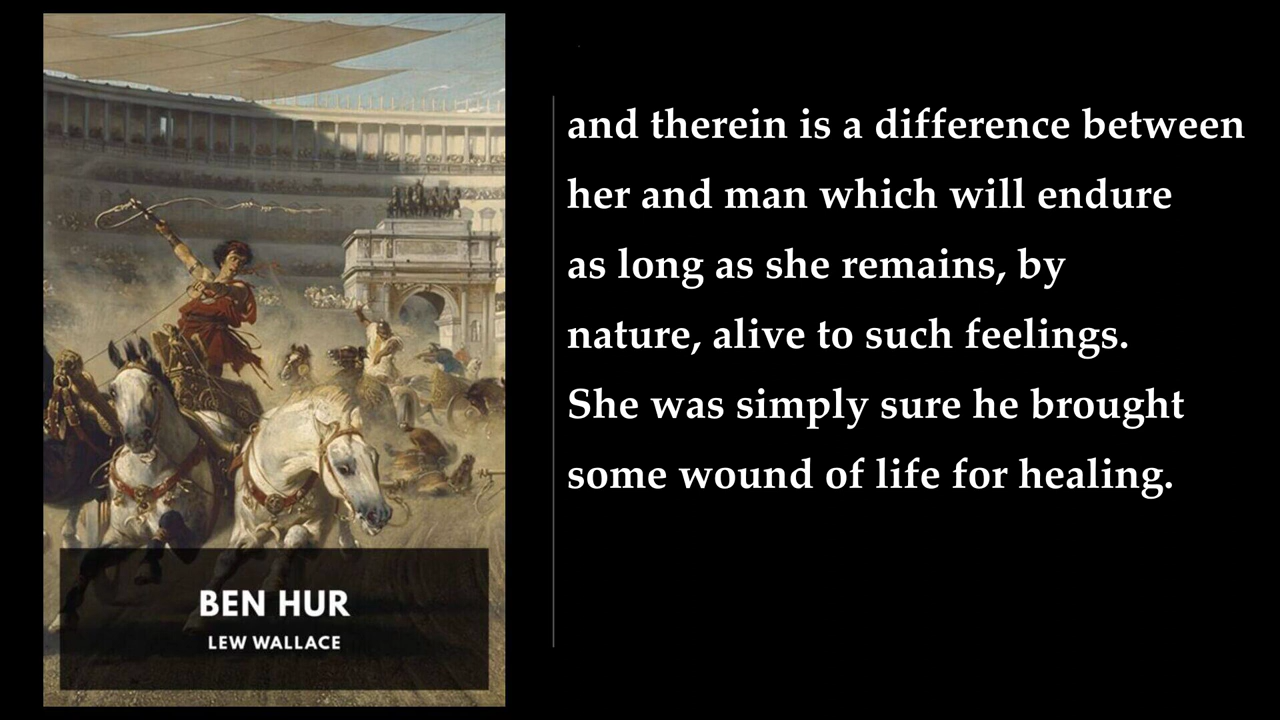 BEN HUR
LEW WALLACE
and therein is a difference between
her and man which will endure
as long as she remains, by
nature, alive to such feelings.
She was simply sure he brought
some wound of life for healing.